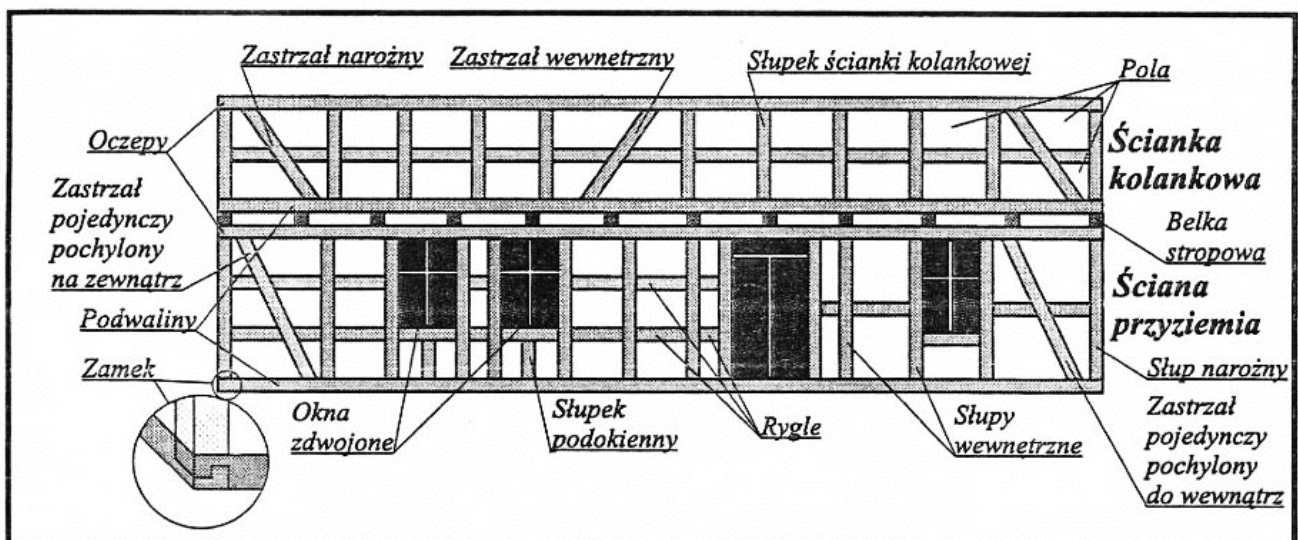 Zastrzał narożny
Zastrzał wewnetrzny
Słupek ścianki kolankowej
Pola
Oczepy
Ścianka
kolankowa
Zastrzał
pojedynczy
pochylony
na zewnątrz
Belka
stropowa
Ściana
przyziemia
Podwaliny
Zamek
Słup narożny
Okna
zdwojone
Słupek
podokienny
Rygle
Słupy
wewnetrzne
Zastrzał
pojedynczy
pochylony
do wewnątrz